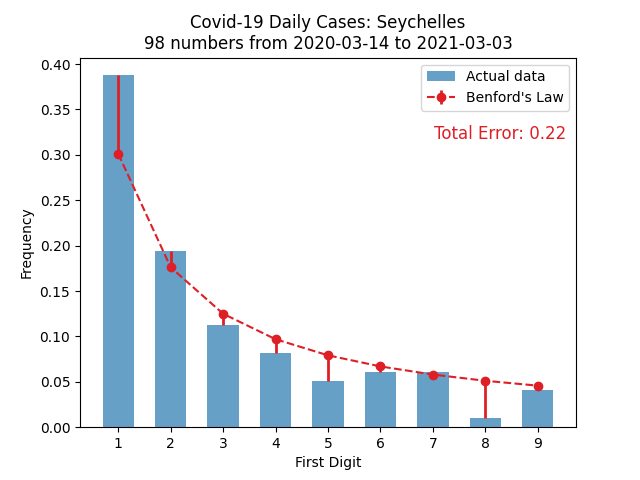 Covid-19 Daily Cases: Seychelles
98 numbers from 2020-03-14 to 2021-03-03
0.40
0.35
0.30
0.25
0.20
0.15
0.10
0.05
0.00
Frequency
Actual data
Benford's Law
Total Error: 0.22
1 2 3 4 5 6 7 8 9
First Digit